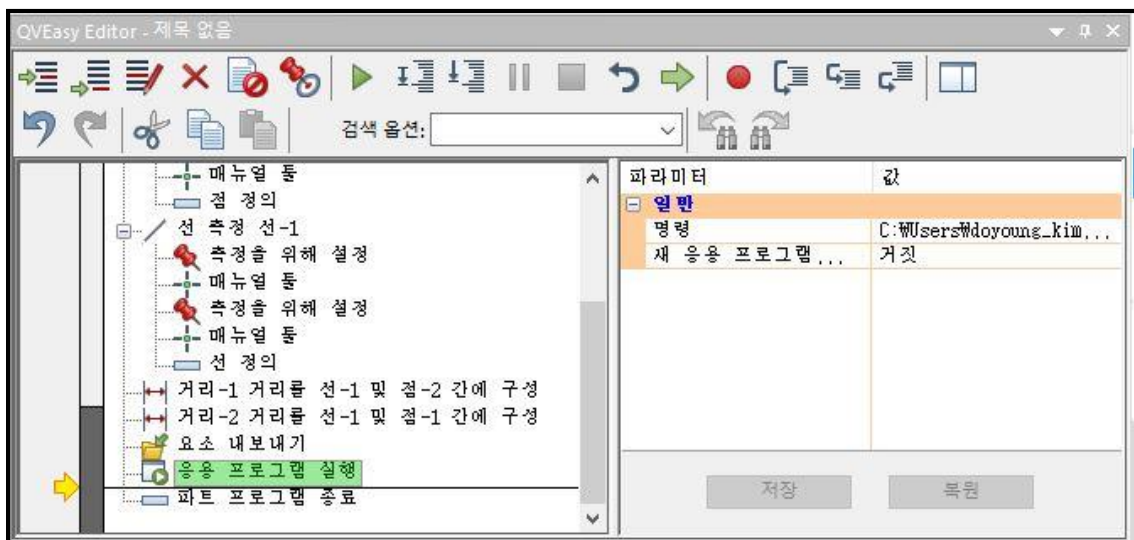 QVEasy Editor - 제목 없음
검색 옵션:
매뉴얼 툴
점 정의
선 측정 선-1
측정을 위해 설정
매뉴얼 툴
측정을 위해 설정
매뉴얼 툴
선 정의
거리-1 거리를 선-1 및 점-2 간에 구성
거리-2 거리를 선-1 및 점-1 간에 구성
요소 내보내기
응용 프로그램 실행
파트 프로그램 종료
파라미터 값
일반
명령 C:₩Users₩doyoung_kim...
새 응용 프로그램... 거짓
저장 복원